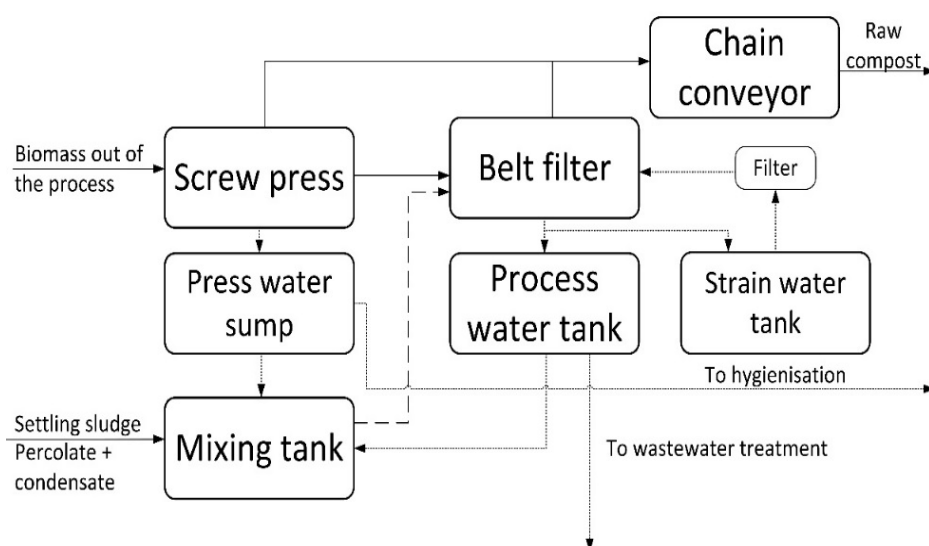 Raw
compost
Chain
conveyor
Biomass out of
the process
Screw press
Belt filter
Filter
Press water
sump
Process
water tank
Strain water
tank
To hygienisation
Settling sludge
Percolate +
condensate
Mixing tank
To wastewater treatment